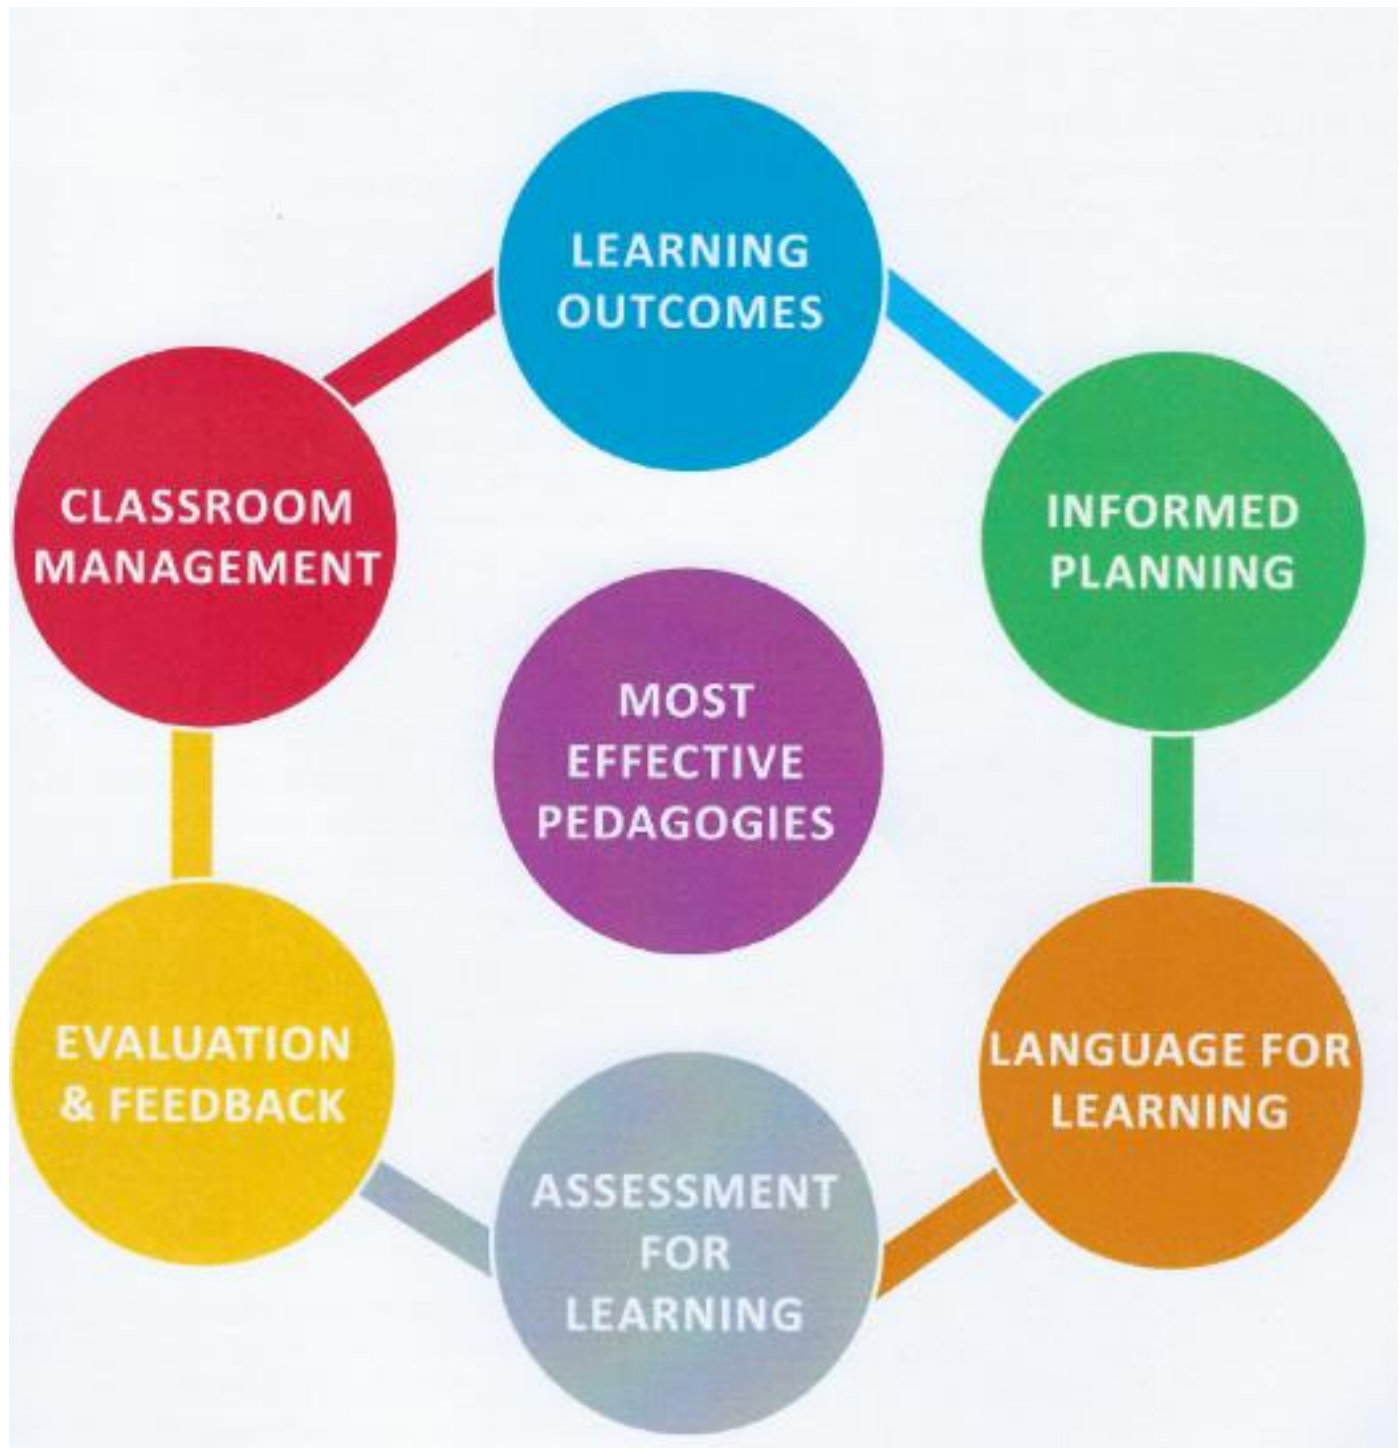 LEARNING
OUTCOMES
INFORMED
PLANNING
LANGUAGE FOR
LEARNING
ASSESSMENT
FOR
LEARNING
EVALUATION
& FEEDBACK
CLASSROOM
MANAGEMENT
MOST
EFFECTIVE
PEDAGOGIES